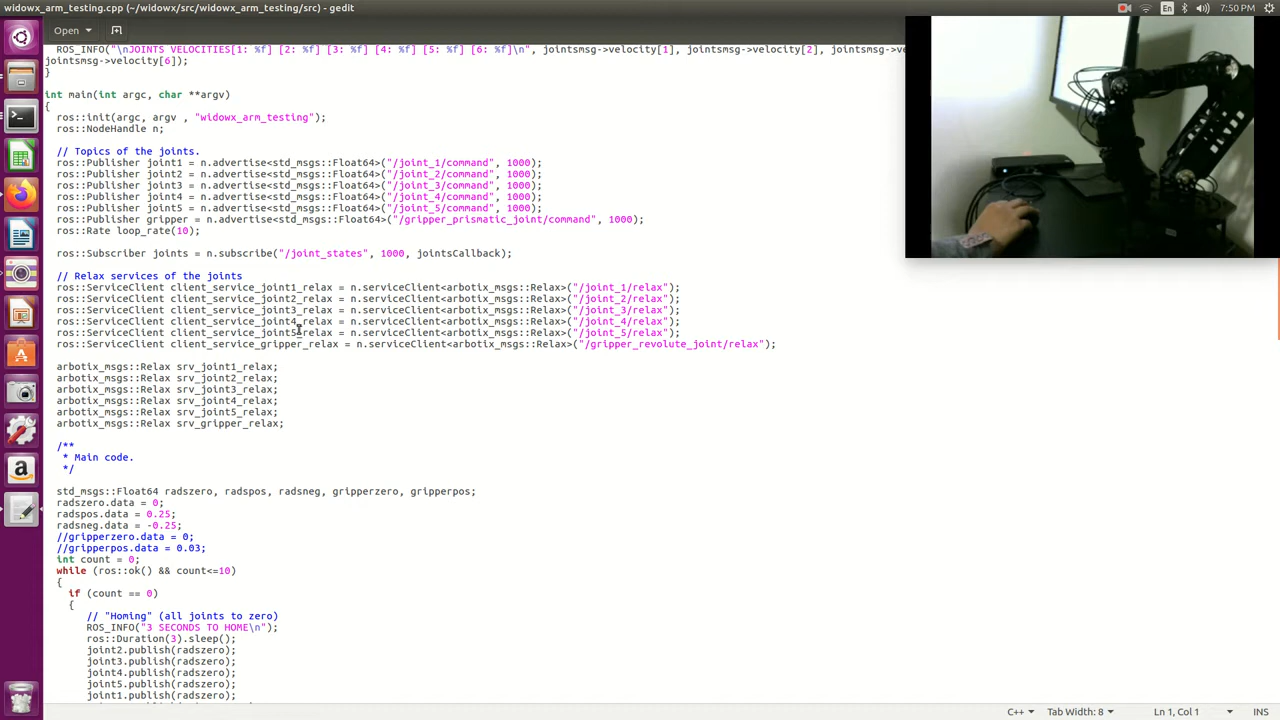 widowx_arm_testing.cpp (~/widowx/src/widowx_arm_testing/src) - gedit
En
7:50 PM
Open
ROS_INFO("\nJOINTS VELOCITIES[1: %f] [2: %f] [3: %f] [4: %f] [5: %f] [6: %f]\n", jointsmsg->velocity[1], jointsmsg->velocity[2], jointsmsg->ve
jointsmsg->velocity[6]);
}
int main(int argc, char **argv)
{
ros::init(argc, argv , "widowx_arm_testing");
ros::NodeHandle n;
// Topics of the joints.
ros::Publisher joint1 = n.advertise<std_msgs::Float64>("/joint_1/command", 1000);
ros::Publisher joint2 = n.advertise<std_msgs::Float64>("/joint_2/command", 1000);
ros::Publisher joint3 = n.advertise<std_msgs::Float64>("/joint_3/command", 1000);
ros::Publisher joint4 = n.advertise<std_msgs::Float64>("/joint_4/command", 1000);
ros::Publisher joint5 = n.advertise<std_msgs::Float64>("/joint_5/command", 1000);
ros::Publisher gripper = n.advertise<std_msgs::Float64>("/gripper_prismatic_joint/command", 1000);
ros::Rate loop_rate(10);
ros::Subscriber joints = n.subscribe("/joint_states", 1000, jointsCallback);
// Relax services of the joints
ros::ServiceClient client_service_joint1_relax = n.serviceClient<arbotix_msgs::Relax>("/joint_1/relax");
ros::ServiceClient client_service_joint2_relax = n.serviceClient<arbotix_msgs::Relax>("/joint_2/relax");
ros::ServiceClient client_service_joint3_relax = n.serviceClient<arbotix_msgs::Relax>("/joint_3/relax");
ros::ServiceClient client_service_joint4_relax = n.serviceClient<arbotix_msgs::Relax>("/joint_4/relax");
ros::ServiceClient client_service_joint5_relax = n.serviceClient<arbotix_msgs::Relax>("/joint_5/relax");
ros::ServiceClient client_service_gripper_relax = n.serviceClient<arbotix_msgs::Relax>("/gripper_revolute_joint/relax");
arbotix_msgs::Relax srv_joint1_relax;
arbotix_msgs::Relax srv_joint2_relax;
arbotix_msgs::Relax srv_joint3_relax;
arbotix_msgs::Relax srv_joint4_relax;
arbotix_msgs::Relax srv_joint5_relax;
arbotix_msgs::Relax srv_gripper_relax;
/**
* Main code.
*/
std_msgs::Float64 radszero, radspos, radsneg, gripperzero, gripperpos;
radszero.data = 0;
radspos.data = 0.25;
radsneg.data = -0.25;
//gripperzero.data = 0;
//gripperpos.data = 0.03;
int count = 0;
while (ros::ok() && count<=10)
{
if (count == 0)
{
// "Homing" (all joints to zero)
ROS_INFO("3 SECONDS TO HOME\n");
ros::Duration(3).sleep();
joint2.publish(radszero);
joint3.publish(radszero);
joint4.publish(radszero);
joint5.publish(radszero);
joint1.publish(radszero);
C++
Tab Width: 8
Ln 1, Col 1
INS